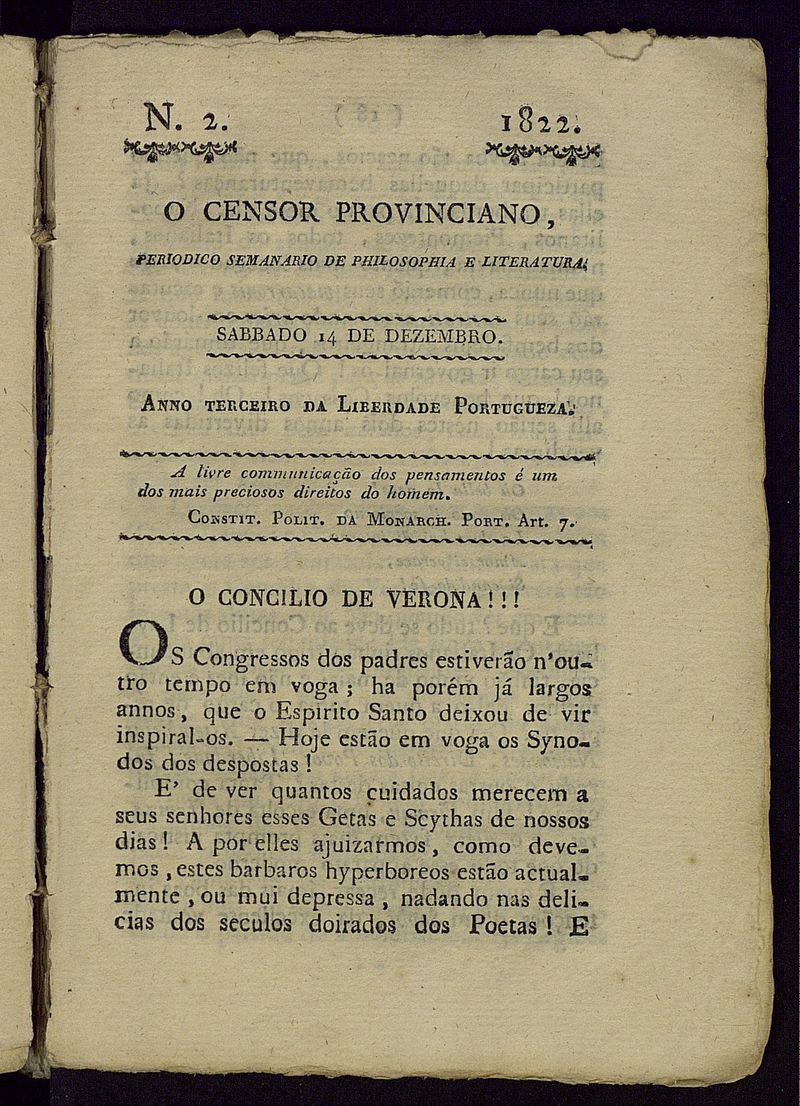 N. 2. 1822.
O CENSOR PROVINCIANO,
PERIODICO SEMANARIO DE PHILOSOPHIA E LITERATURA;
SABBADO 14 DE DEZEMBRO.
ANNO TERCEIRO DA LIBERDADE PORTUGUEZA.
A livre communicação dos pensamentos é um
dos mais preciosos direitos do homem.
CONSTIT. POLIT. DA MONARCH. PORT. Art. 7.
O CONCILIO DE VERONA!!!
OS Congressos dos padres estiverão n'ou-
tro tempo em voga; ha porém já largos
annos, que o Espirito Santo deixou de vir
inspiral-os. — Hoje estão em voga os Syno-
dos dos despostas!
E' de ver quantos cuidados merecem a
seus senhores esses Getas e Scythas de nossos
dias! A por elles ajuizarmos, como deve-
mos, estes barbaros hyperboreos estão actual-
mente, ou mui depressa, nadando nas deli-
cias dos seculos doirados dos Poetas! E